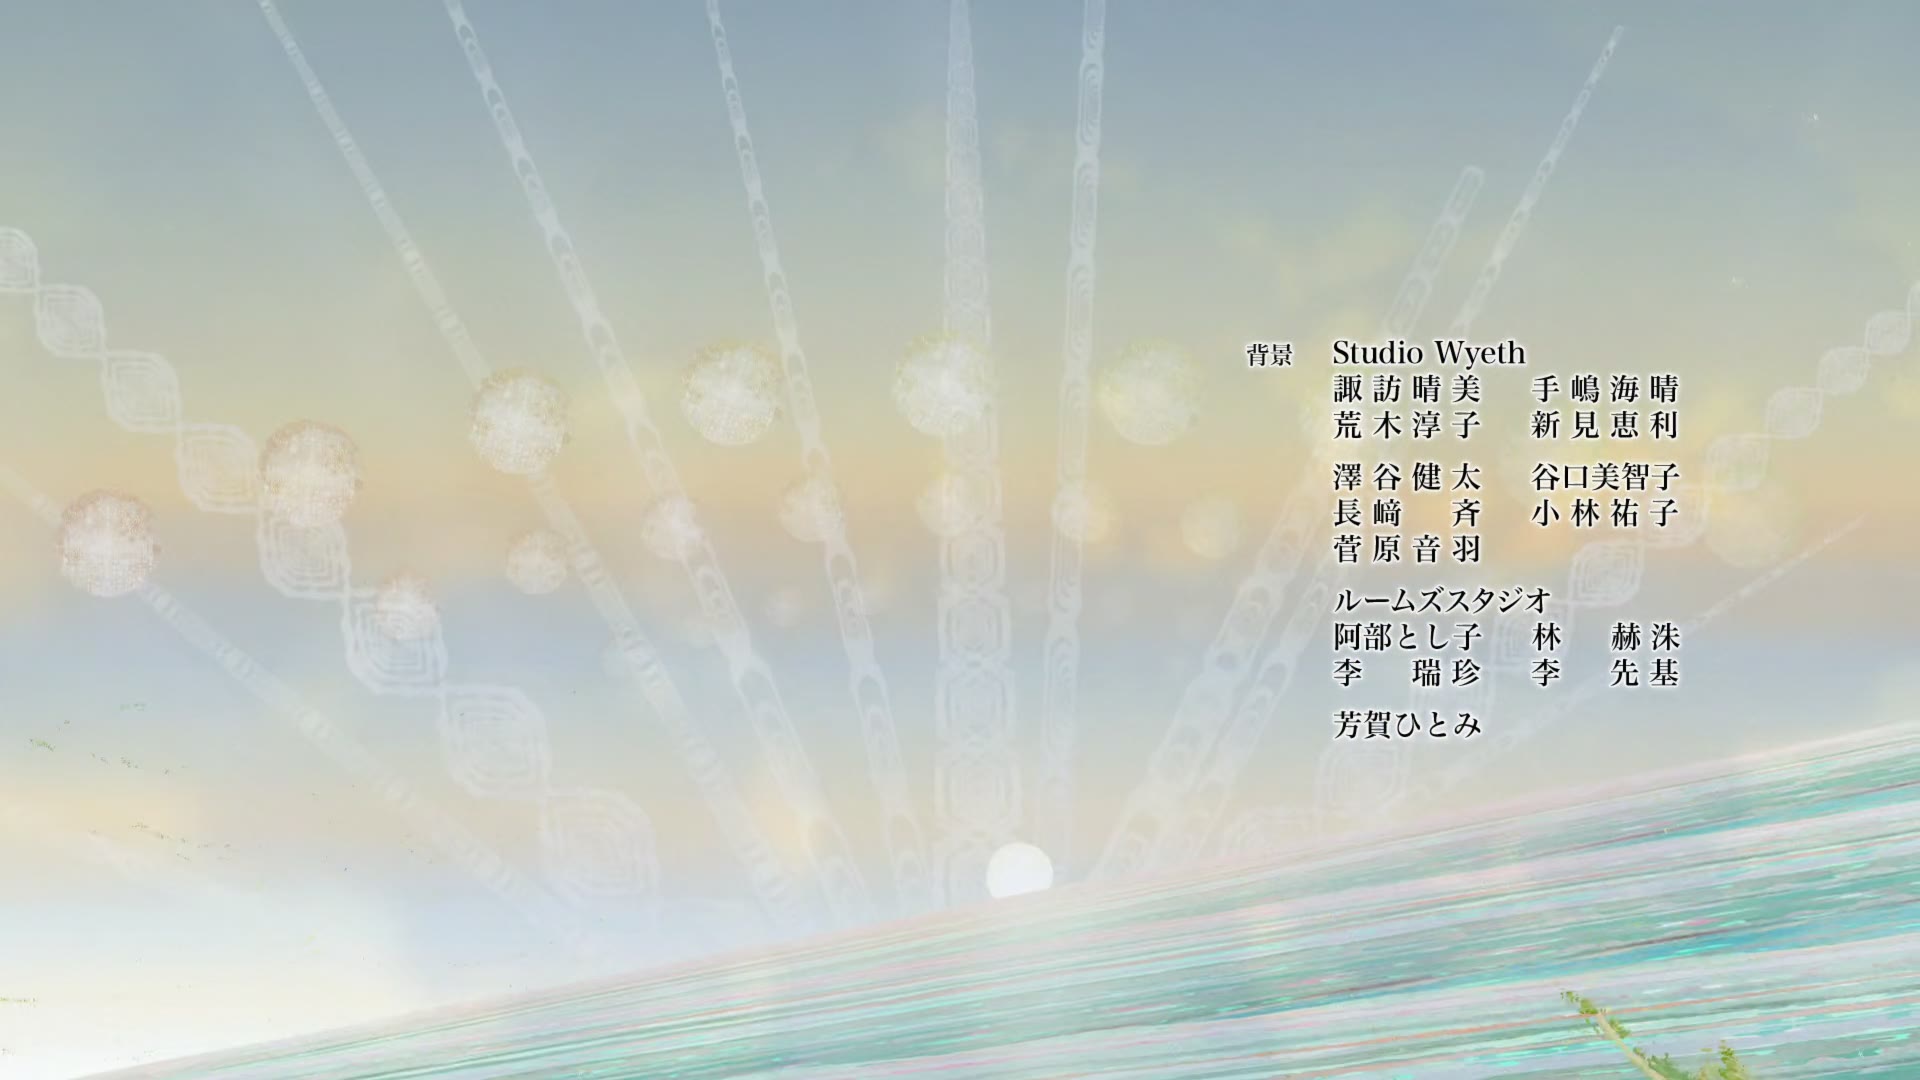 背景 Studio Wyeth
諏訪晴美 手嶋海晴
荒木淳子 新見恵利
澤谷健太 谷口美智子
長﨑 斉 小林祐子
菅原音羽
ルームズスタジオ
阿部とし子 林 赫洙
李 瑞珍 李 先基
芳賀ひとみ